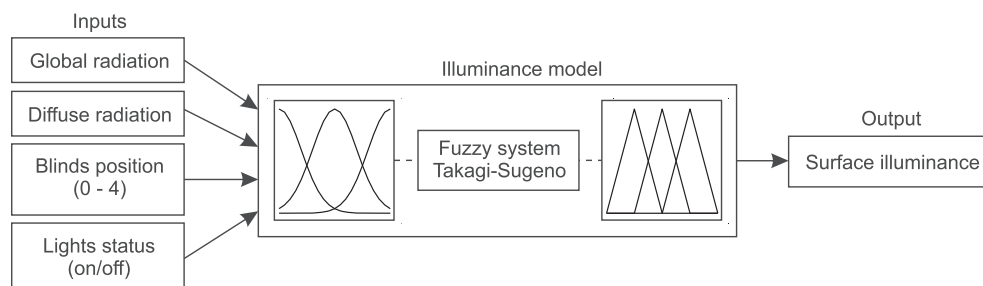 Inputs
Global radiation
Diffuse radiation
Blinds position
(0 - 4)
Lights status
(on/off)
Illuminance model
Fuzzy system
Takagi-Sugeno
Output
Surface illuminance